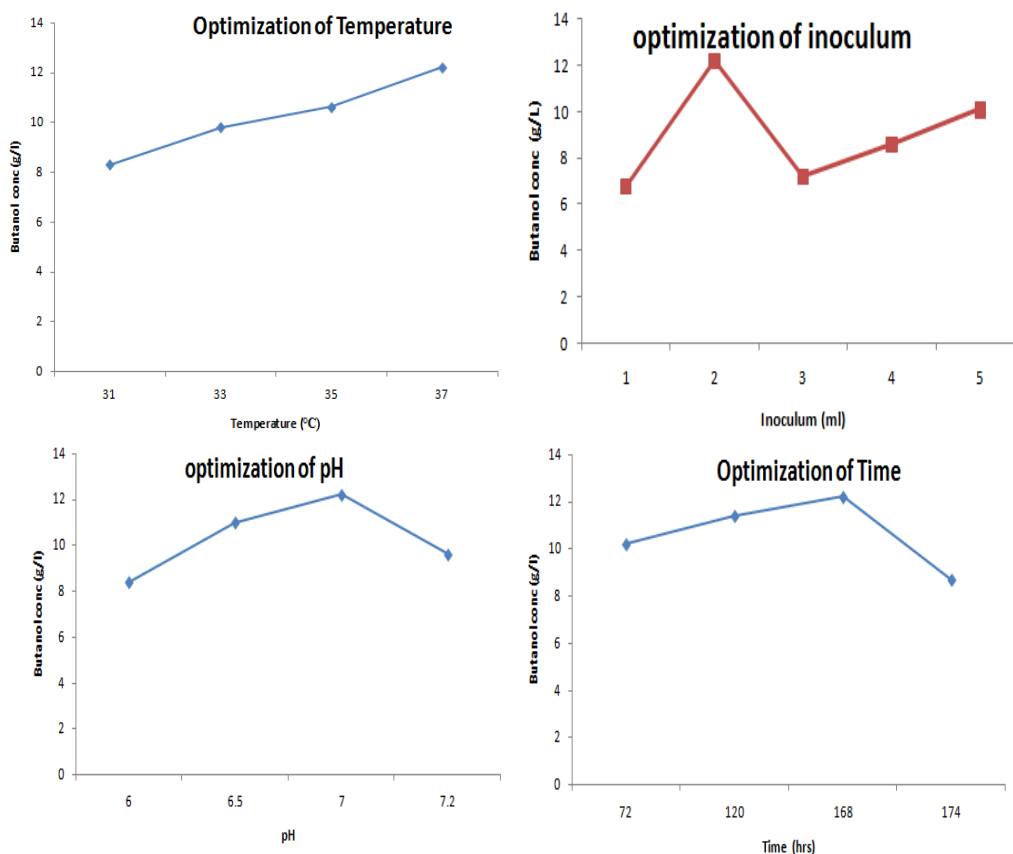 Optimization of Temperature
14
12
10
8
6
4
2
0
Butanol conc (g/l)
31 33 35 37
Temperature (°C)
optimization of inoculum
14
12
10
8
6
4
2
0
Butanol conc (g/L)
1 2 3 4 5
Inoculum (ml)
optimization of pH
14
12
10
8
6
4
2
0
Butanol conc (g/l)
6 6.5 7 7.2
pH
Optimization of Time
14
12
10
8
6
4
2
0
Butanol conc (g/l)
72 120 168 174
Time (hrs)